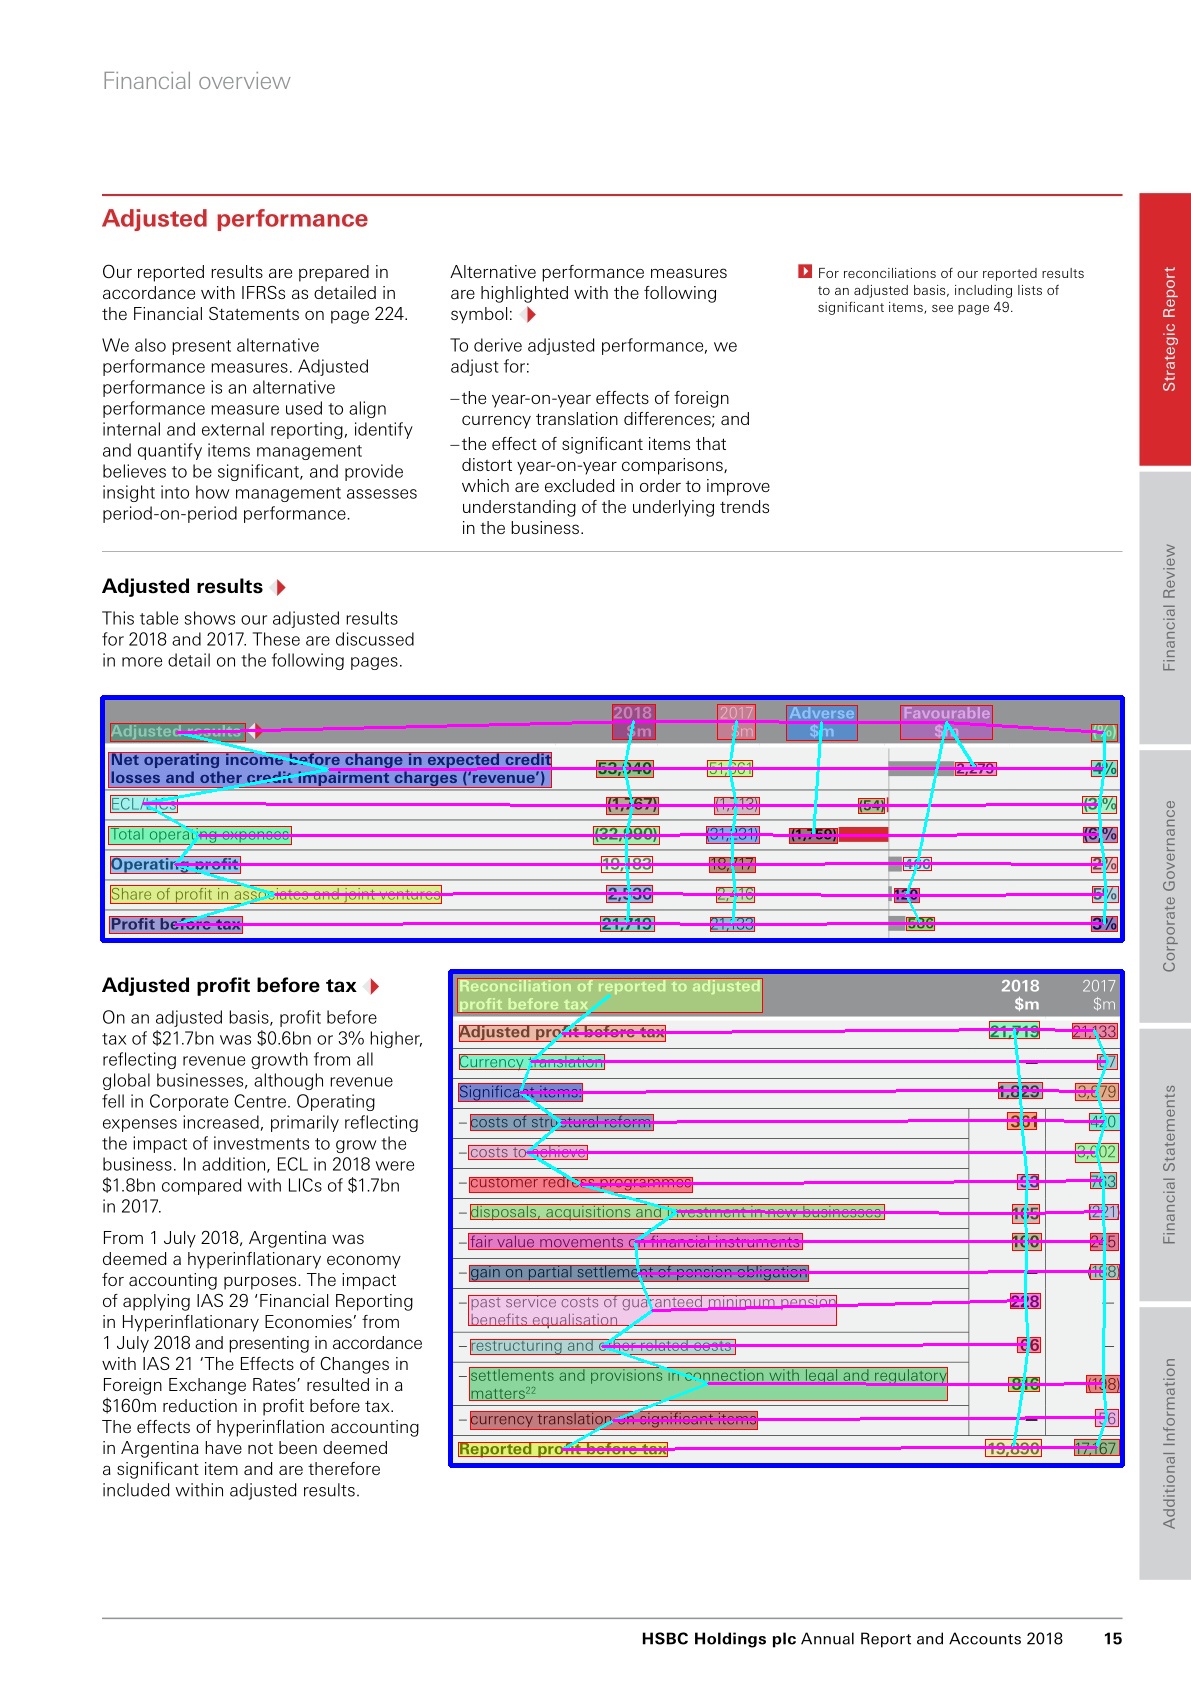 Financial overview
Adjusted performance
Our reported results are prepared in
accordance with IFRSs as detailed in
the Financial Statements on page 224.
We also present alternative
performance measures. Adjusted
performance is an alternative
performance measure used to align
internal and external reporting, identify
and quantify items management
believes to be significant, and provide
insight into how management assesses
period-on-period performance.
Alternative performance measures
are highlighted with the following
symbol:
To derive adjusted performance, we
adjust for:
– the year-on-year effects of foreign
currency translation differences; and
– the effect of significant items that
distort year-on-year comparisons,
which are excluded in order to improve
understanding of the underlying trends
in the business.
For reconciliations of our reported results
to an adjusted basis, including lists of
significant items, see page 49.
Adjusted results
This table shows our adjusted results
for 2018 and 2017. These are discussed
in more detail on the following pages.
2018 2017 Adverse Favourable
Adjusted results $m $m $m $m (%)
Net operating income before change in expected credit
losses and other credit impairment charges (‘revenue’) 53,940 51,661 2,279 4%
ECL/LICs (1,767) (1,713) (54) (3)%
Total operating expenses (32,990) (31,231) (1,759) (6)%
Operating profit 19,183 18,717 466 2%
Share of profit in associates and joint ventures 2,536 2,416 120 5%
Profit before tax 21,719 21,133 586 3%
Adjusted profit before tax
On an adjusted basis, profit before
tax of $21.7bn was $0.6bn or 3% higher,
reflecting revenue growth from all
global businesses, although revenue
fell in Corporate Centre. Operating
expenses increased, primarily reflecting
the impact of investments to grow the
business. In addition, ECL in 2018 were
$1.8bn compared with LICs of $1.7bn
in 2017.
From 1 July 2018, Argentina was
deemed a hyperinflationary economy
for accounting purposes. The impact
of applying IAS 29 ‘Financial Reporting
in Hyperinflationary Economies’ from
1 July 2018 and presenting in accordance
with IAS 21 ‘The Effects of Changes in
Foreign Exchange Rates’ resulted in a
$160m reduction in profit before tax.
The effects of hyperinflation accounting
in Argentina have not been deemed
a significant item and are therefore
included within adjusted results.
Reconciliation of reported to adjusted 2018 2017
profit before tax $m $m
Adjusted profit before tax 21,719 21,133
Currency translation — 87
Significant items: 1,829 3,879
– costs of structural reform 361 420
– costs to achieve — 3,002
– customer redress programmes 93 763
– disposals, acquisitions and investment in new businesses 165 (221)
– fair value movements on financial instruments 100 245
– gain on partial settlement of pension obligation — (188)
– past service costs of guaranteed minimum pension 228 —
benefits equalisation
– restructuring and other related costs 66 —
– settlements and provisions in connection with legal and regulatory 816 (198)
matters22
– currency translation on significant items — 56
Reported profit before tax 19,890 17,167
Strategic Report
Financial Review
Corporate Governance
Financial Statements
Additional Information
HSBC Holdings plc Annual Report and Accounts 2018 15